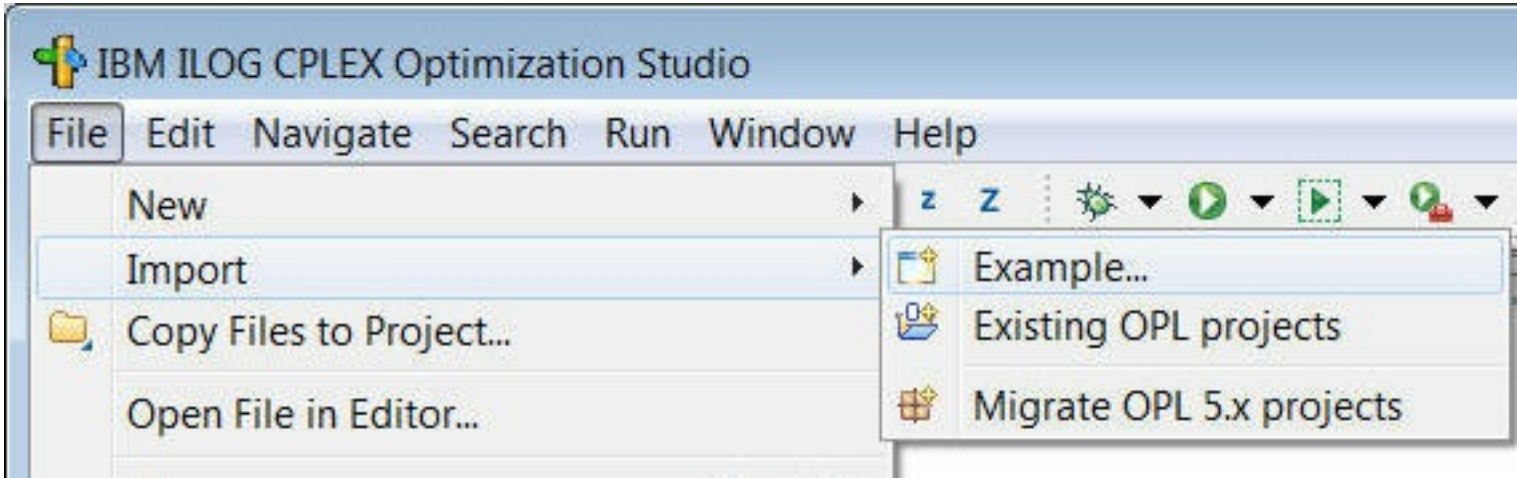 IBM ILOG CPLEX Optimization Studio
File Edit Navigate Search Run Window Help
New
Import
Copy Files to Project...
Open File in Editor...
z Z
Example...
Existing OPL projects
Migrate OPL 5.x projects